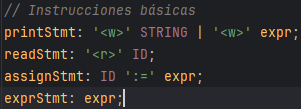 // Instrucciones básicas
printStmt: '<w>' STRING | '<w>' expr;
readStmt: '<r>' ID;
assignStmt: ID ':=' expr;
exprStmt: expr;